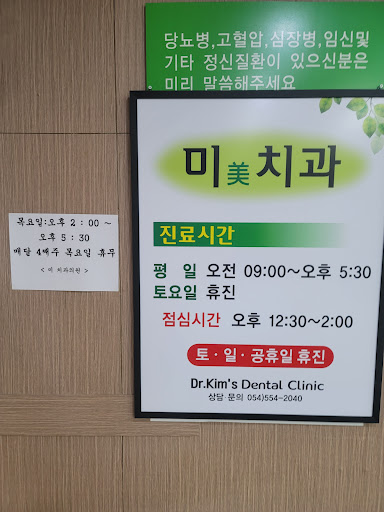 당뇨병,고혈압,심장병,임신및
기타 정신질환이 있으신분은
미리 말씀해주세요
미美치과
진료시간
평 일 오전 09:00~오후 5:30
토요일 휴진
점심시간 오후 12:30~2:00
토·일·공휴일 휴진
Dr.Kim's Dental Clinic
상담·문의 054)554-2040
목요일:오후 2 : 00 ~
오후 5 : 30
매달 4째주 목요일 휴무
< 미 치과의원 >